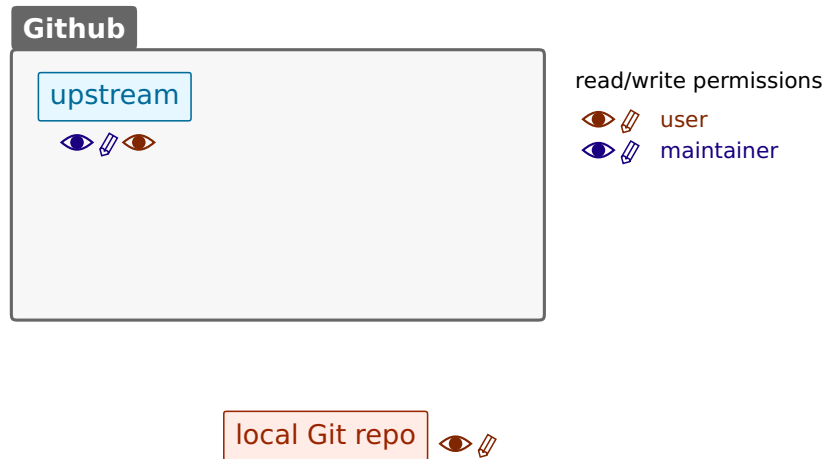 Github
upstream
read/write permissions
user
maintainer
local Git repo